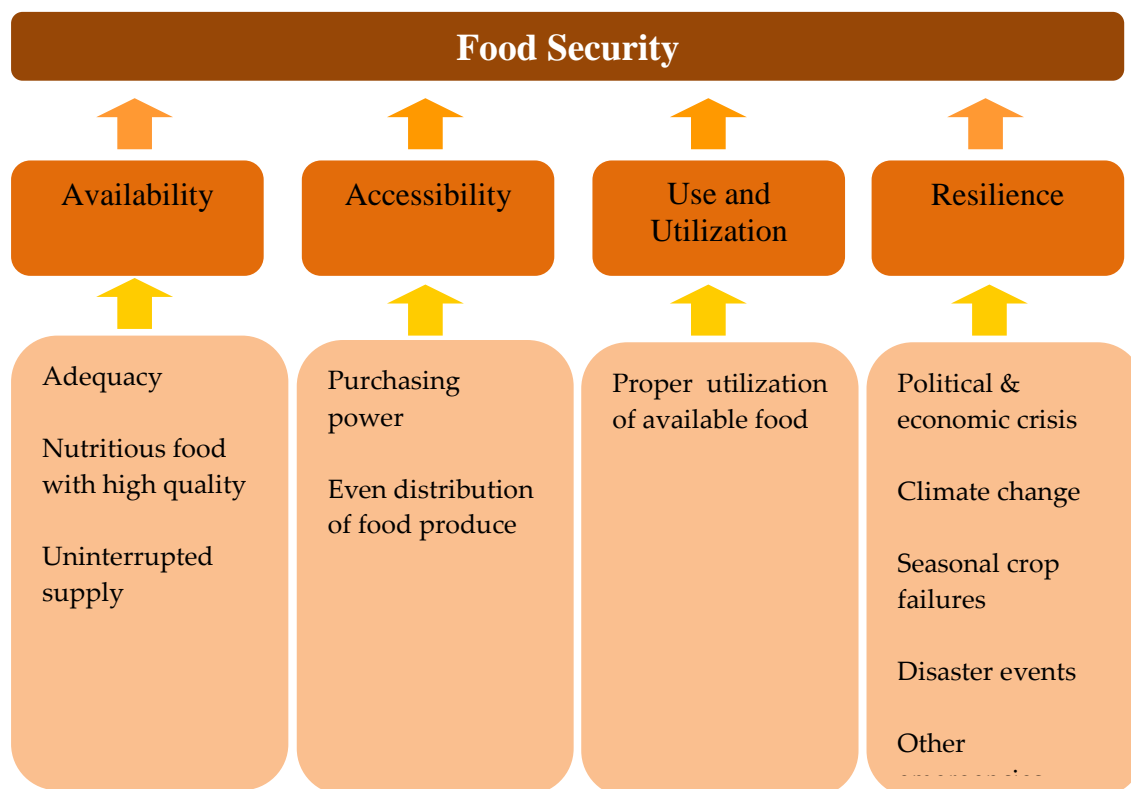 Food Security
Availability
Accessibility
Use and
Utilization
Resilience
Adequacy
Nutritious food
with high quality
Uninterrupted
supply
Purchasing
power
Even distribution
of food produce
Proper utilization
of available food
Political &
economic crisis
Climate change
Seasonal crop
failures
Disaster events
Other